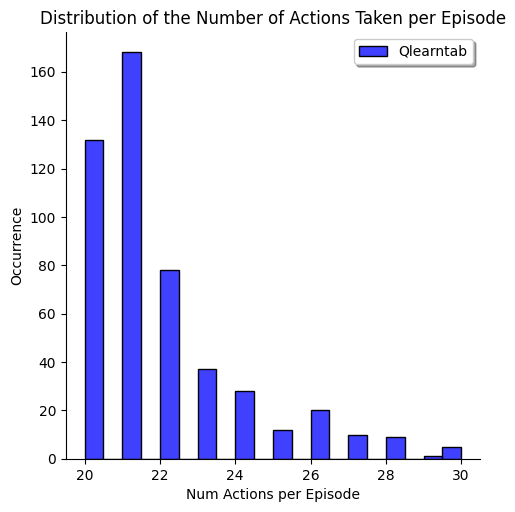 Distribution of the Number of Actions Taken per Episode
Qlearntab
160
140
120
100
80
60
40
20
0
Occurrence
20 22 24 26 28 30
Num Actions per Episode